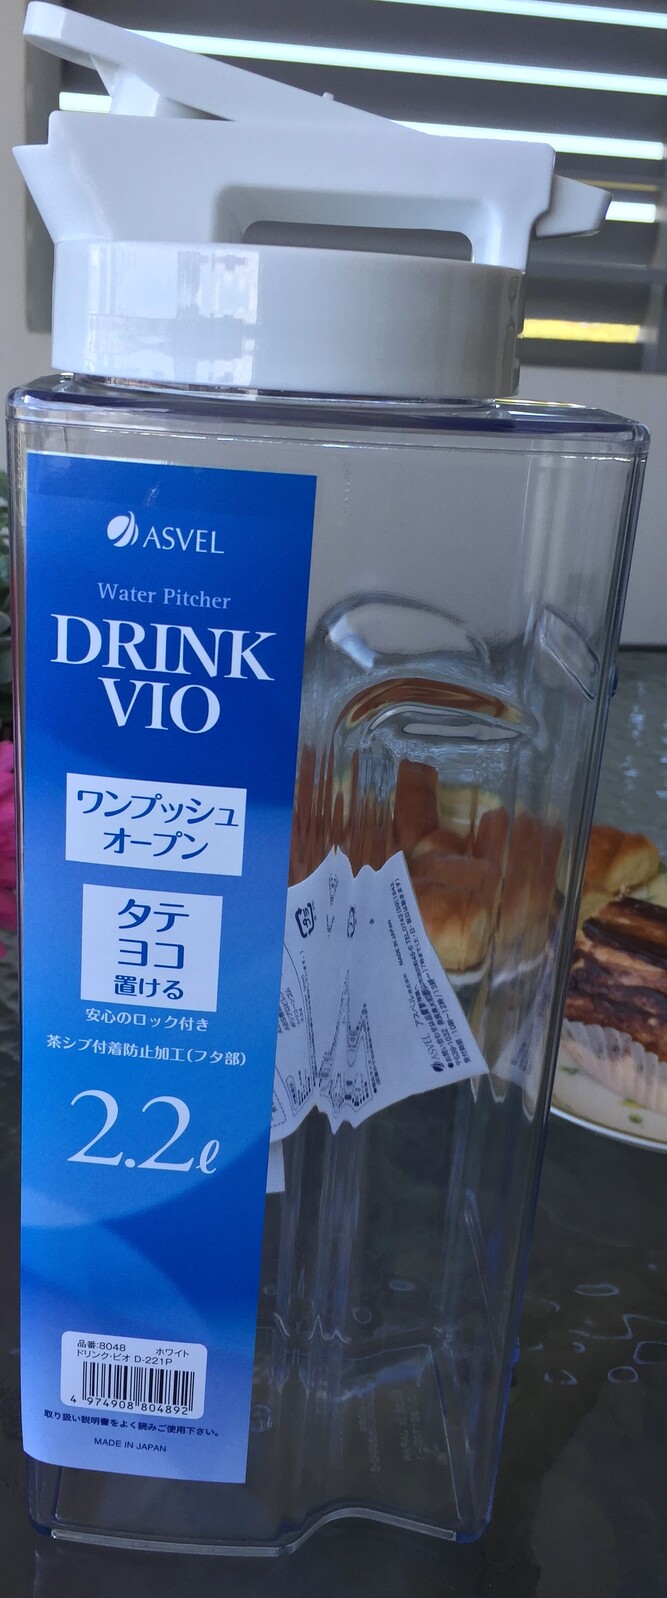 ASVEL
Water Pitcher
DRINK
VIO
ワンプッシュ
オープン
タテ
ヨコ
置ける
安心のロック付き
茶シブ付着防止加工(フタ部)
2.2ℓ
品番:8048 ホワイト
ドリンク・ビオ D-221P
4 974908 804892
取り扱い説明書をよく読みご使用下さい。
MADE IN JAPAN
ASVEL
MADE IN JAPAN